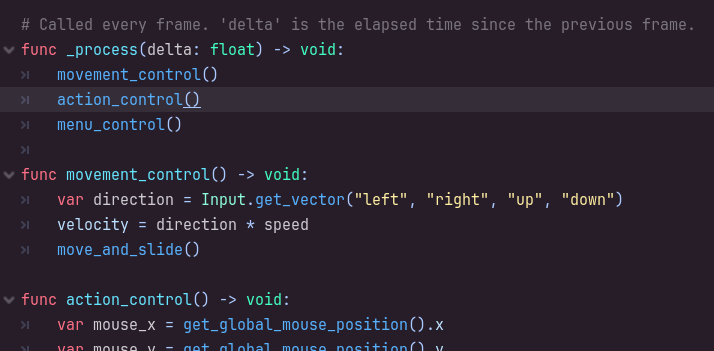 # Called every frame. 'delta' is the elapsed time since the previous frame.
func _process(delta: float) -> void:
movement_control()
action_control()
menu_control()
func movement_control() -> void:
var direction = Input.get_vector("left", "right", "up", "down")
velocity = direction * speed
move_and_slide()
func action_control() -> void:
var mouse_x = get_global_mouse_position().x
var mouse_y = get_global_mouse_position().y